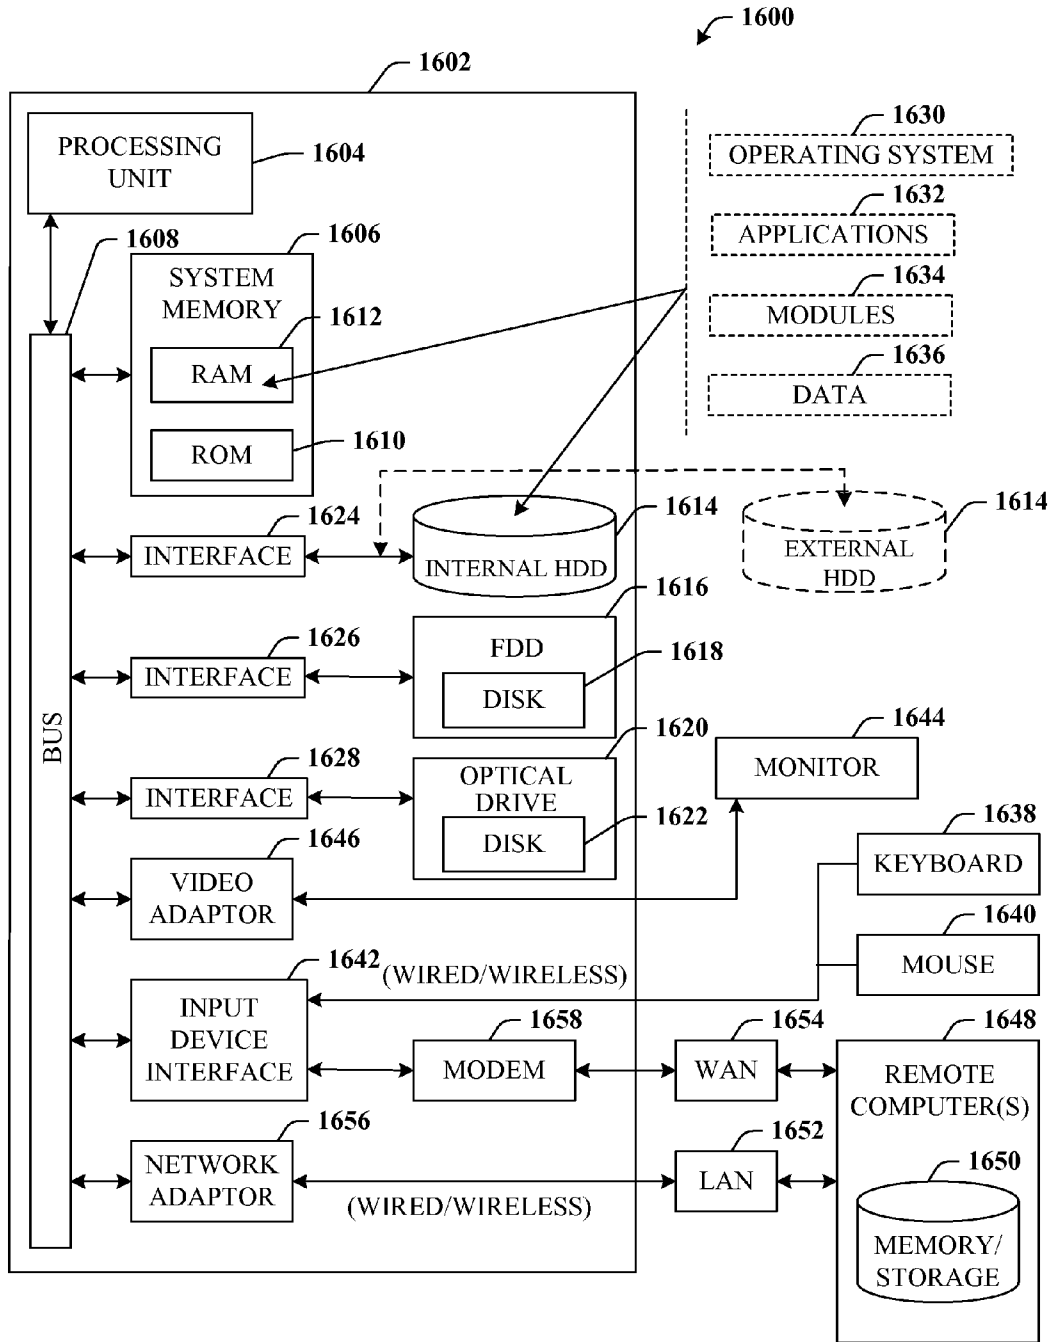 1600
1602
PROCESSING
UNIT
1604
1630
OPERATING SYSTEM
1632
APPLICATIONS
1634
MODULES
1636
DATA
1608
1606
SYSTEM
MEMORY
1612
RAM
1610
ROM
1624
INTERFACE
1614
INTERNAL HDD
1614
EXTERNAL
HDD
1616
FDD
1626
INTERFACE
1618
DISK
BUS
1620
OPTICAL
DRIVE
1628
INTERFACE
1622
DISK
1644
MONITOR
1646
VIDEO
ADAPTOR
1638
KEYBOARD
1640
MOUSE
1642
(WIRED/WIRELESS)
INPUT
DEVICE
INTERFACE
1658
MODEM
1654
WAN
1648
REMOTE
COMPUTER(S)
1656
NETWORK
ADAPTOR
(WIRED/WIRELESS)
1652
LAN
1650
MEMORY/
STORAGE